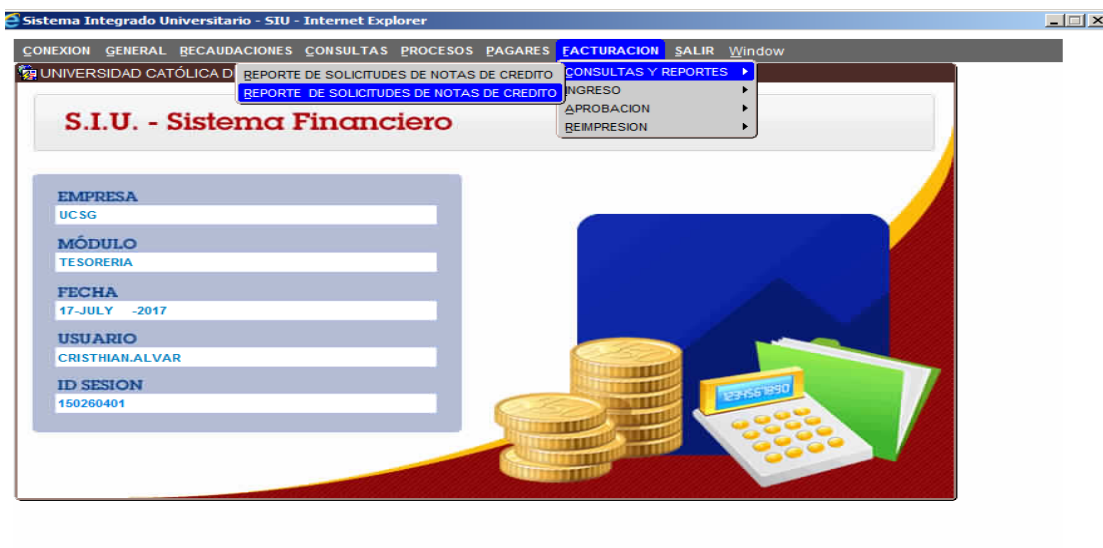 Sistema Integrado Universitario - SIU - Internet Explorer
CONEXION GENERAL RECAUDACIONES CONSULTAS PROCESOS PAGARES FACTURACION SALIR Window
UNIVERSIDAD CATÓLICA D
REPORTE DE SOLICITUDES DE NOTAS DE CREDITO
REPORTE DE SOLICITUDES DE NOTAS DE CREDITO
CONSULTAS Y REPORTES
INGRESO
APROBACION
REIMPRESION
S.I.U. - Sistema Financiero
EMPRESA
UCSG
MÓDULO
TESORERIA
FECHA
17-JULY -2017
USUARIO
CRISTHIAN.ALVAR
ID SESION
150260401
1234561890